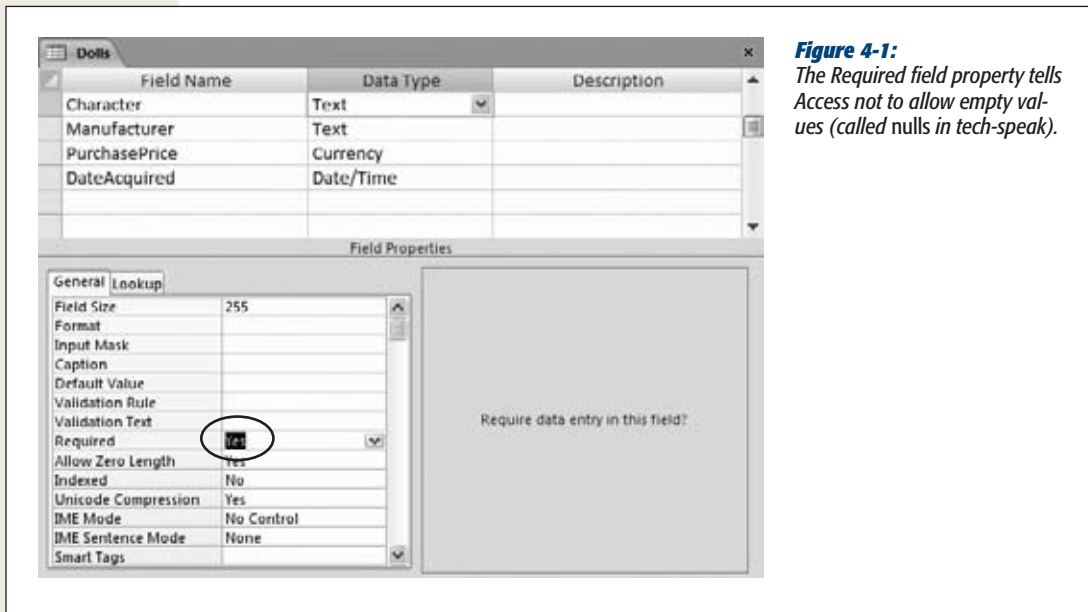 Dolls
Field Name Data Type Description
Character Text
Manufacturer Text
PurchasePrice Currency
DateAcquired Date/Time
Field Properties
General Lookup
Field Size 255
Format
Input Mask
Caption
Default Value
Validation Rule
Validation Text
Required Yes
Allow Zero Length Yes
Indexed No
Unicode Compression Yes
IME Mode No Control
IME Sentence Mode None
Smart Tags
Require data entry in this field?
Figure 4-1:
The Required field property tells
Access not to allow empty val-
ues (called nulls in tech-speak).